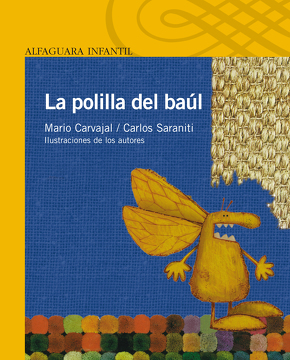 ALFAGUARA INFANTIL
La polilla del baúl
Mario Carvajal / Carlos Saraniti
Ilustraciones de los autores